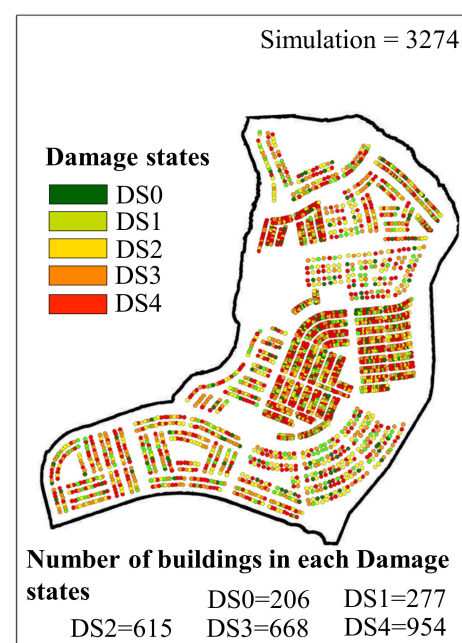 Simulation = 3274
Damage states
DS0
DS1
DS2
DS3
DS4
Number of buildings in each Damage
states
DS0=206 DS1=277
DS2=615 DS3=668 DS4=954